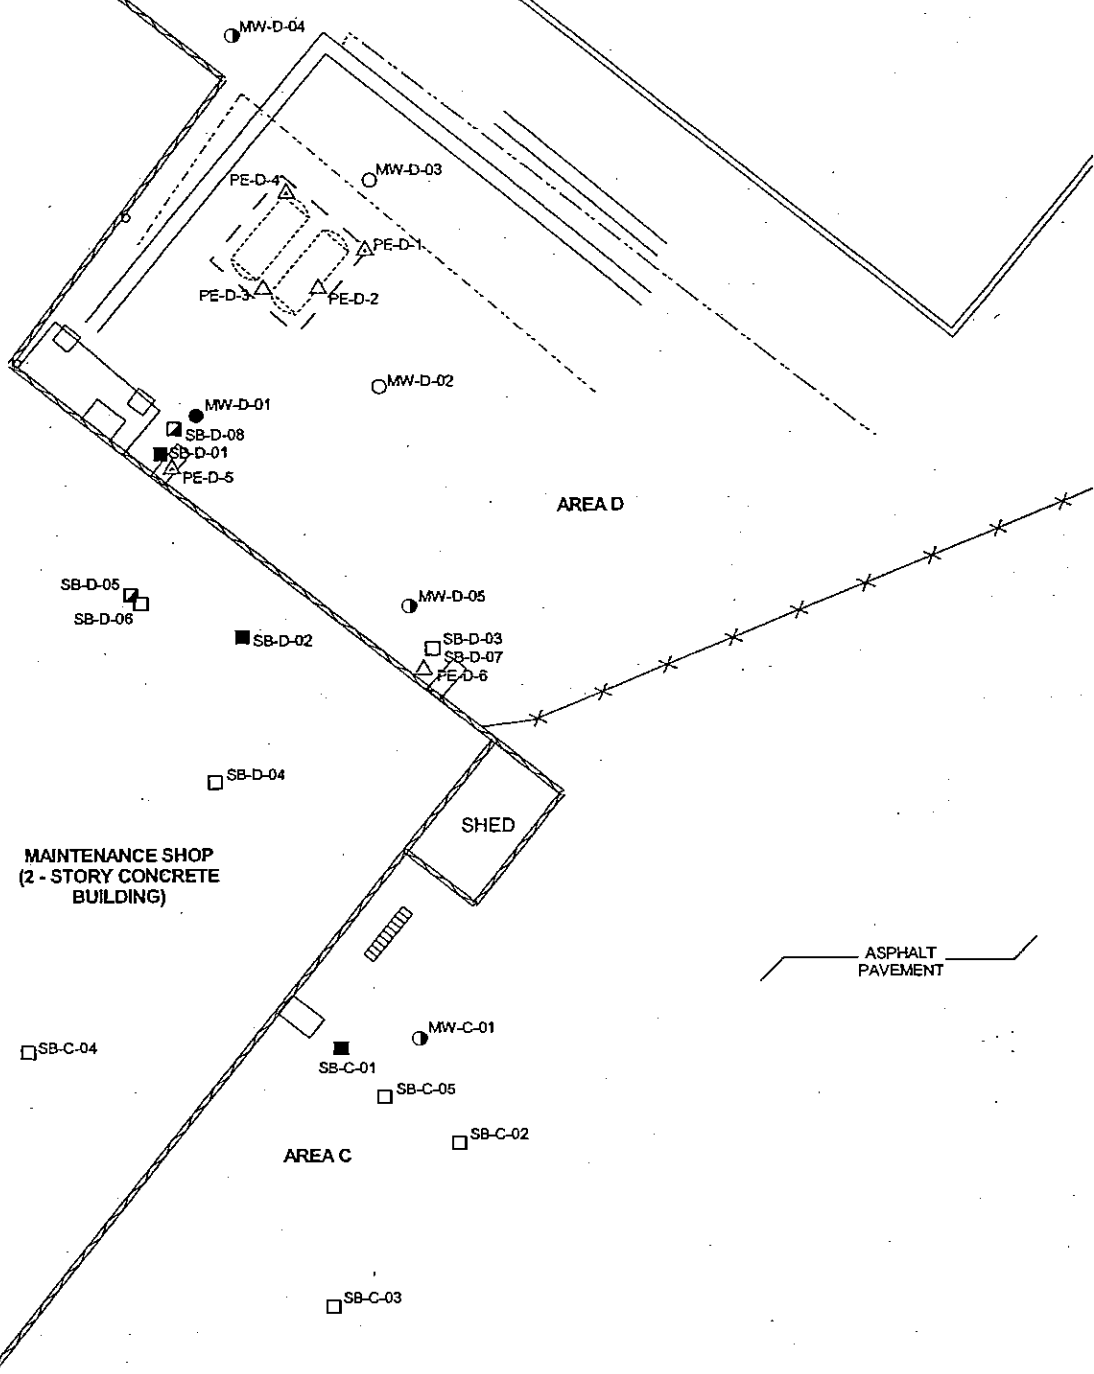 MW-D-04
MW-D-03
PE-D-4
PE-D-1
PE-D-3
PE-D-2
MW-D-02
MW-D-01
SB-D-08
SB-D-01
PE-D-5
AREA D
SB-D-05
SB-D-06
MW-D-05
SB-D-02
SB-D-03
SB-D-07
PE-D-6
SB-D-04
SHED
MAINTENANCE SHOP
(2 - STORY CONCRETE
BUILDING)
ASPHALT
PAVEMENT
MW-C-01
SB-C-04
SB-C-01
SB-C-05
SB-C-02
AREA C
SB-C-03